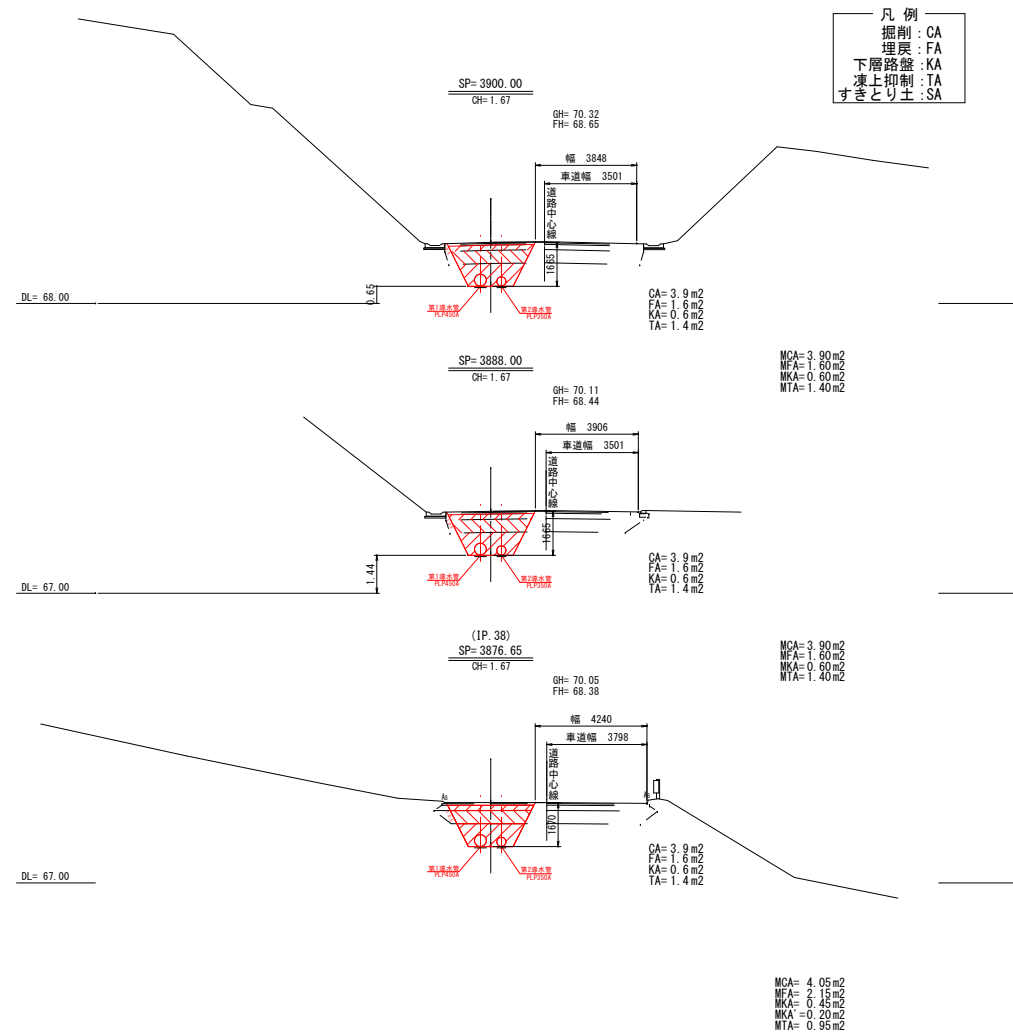 凡 例
掘削 : CA
埋戻 : FA
下層路盤 : KA
凍上抑制 : TA
すきとり土 : SA
SP= 3900.00
CH= 1.67
GH= 70.32
FH= 68.65
幅 3848
車道幅 3501
道路中心線
1665
0.65
DL= 68.00
第1導水管
PLP450A
第2導水管
PLP350A
CA= 3.9 m2
FA= 1.6 m2
KA= 0.6 m2
TA= 1.4 m2
MCA= 3.90 m2
MFA= 1.60 m2
MKA= 0.60 m2
MTA= 1.40 m2
SP= 3888.00
CH= 1.67
GH= 70.11
FH= 68.44
幅 3906
車道幅 3501
道路中心線
1665
1.44
DL= 67.00
第1導水管
PLP450A
第2導水管
PLP350A
CA= 3.9 m2
FA= 1.6 m2
KA= 0.6 m2
TA= 1.4 m2
MCA= 3.90 m2
MFA= 1.60 m2
MKA= 0.60 m2
MTA= 1.40 m2
(IP.38)
SP= 3876.65
CH= 1.67
GH= 70.05
FH= 68.38
幅 4240
車道幅 3798
道路中心線
As
As
1670
DL= 67.00
第1導水管
PLP450A
第2導水管
PLP350A
CA= 3.9 m2
FA= 1.6 m2
KA= 0.6 m2
TA= 1.4 m2
MCA= 4.05 m2
MFA= 2.15 m2
MKA= 0.45 m2
MKA'=0.20 m2
MTA= 0.95 m2